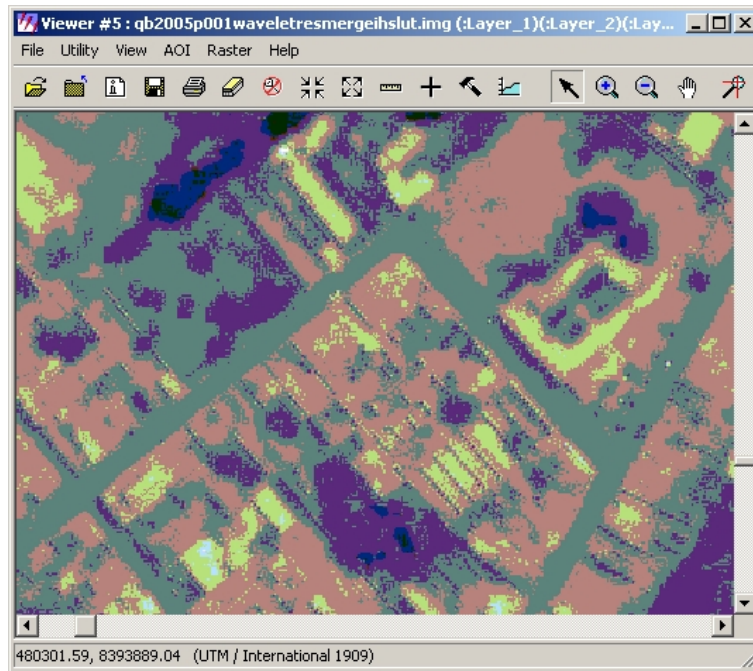 Viewer #5 : qb2005p001waveletresmergeihslut.img (:Layer_1)(:Layer_2)(:Lay...
File Utility View AOI Raster Help
480301.59, 8393889.04 (UTM / International 1909)